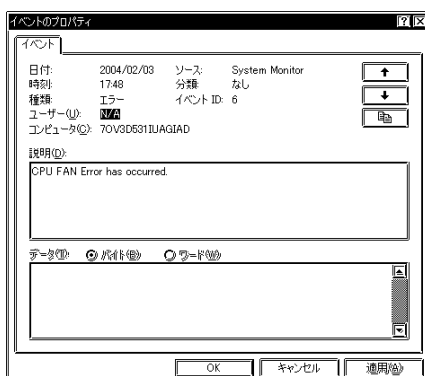 イベントのプロパティ
イベント
日付: 2004/02/03 ソース: System Monitor
時刻: 17:48 分類: なし
種類: エラー イベント ID: 6
ユーザー(U): N/A
コンピュータ(C): 7OV3D531IUAGIAD
説明(D):
CPU FAN Error has occurred.
データ(T): バイト(B) ワード(W)
OK キャンセル 適用(A)